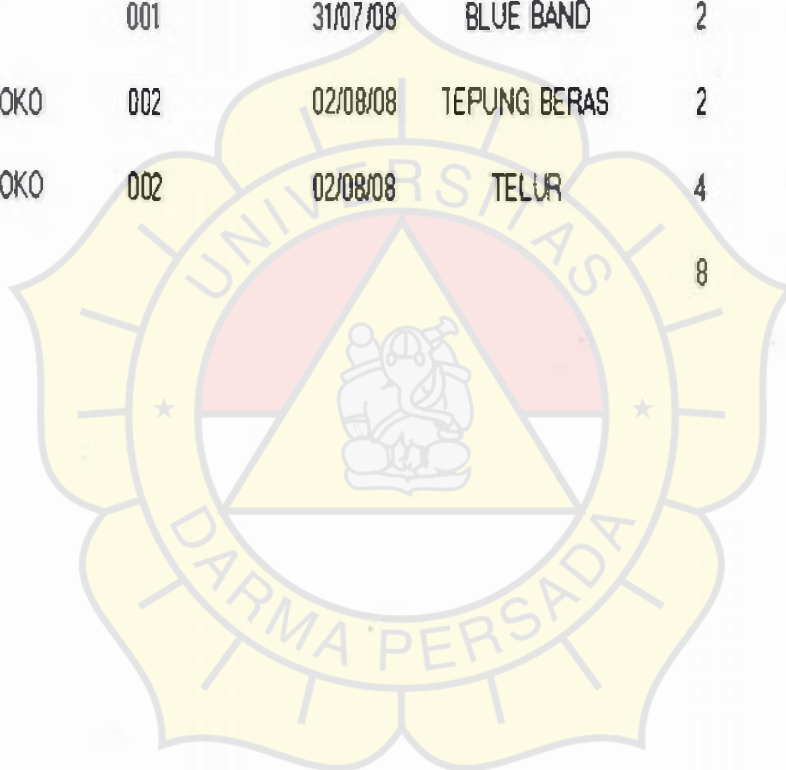 001 31/07/08 BLUE BAND 2
OKO 002 02/08/08 TEPUNG BERAS 2
OKO 002 02/08/08 TELUR 4
8
UNIVERSITAS
DARMA PERSADA